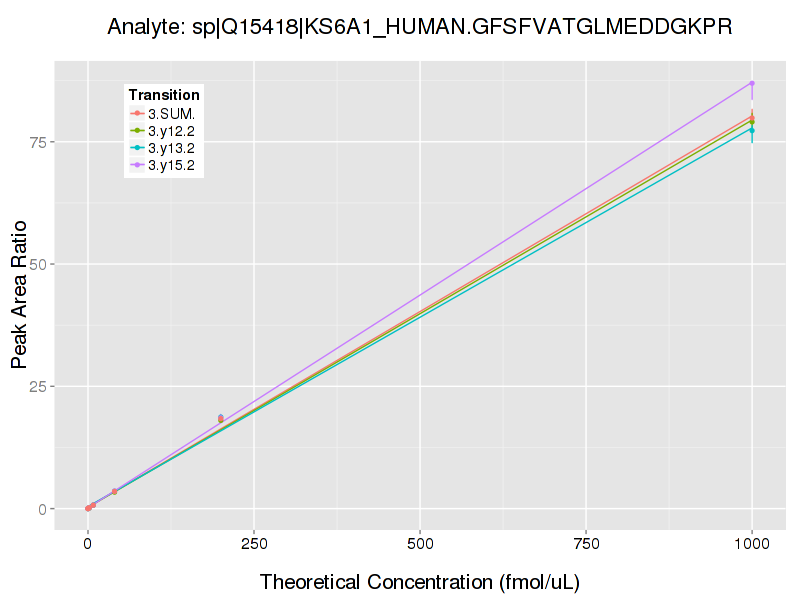 Analyte: sp|Q15418|KS6A1_HUMAN.GFSFVATGLMEDDGKPR
Transition
3.SUM.
3.y12.2
3.y13.2
3.y15.2
Peak Area Ratio
75
50
25
0
0 250 500 750 1000
Theoretical Concentration (fmol/uL)